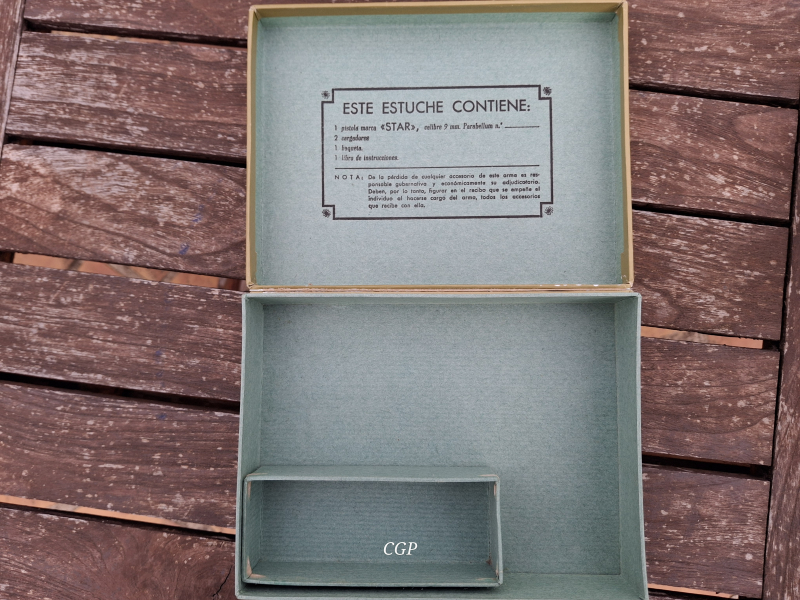 ESTE ESTUCHE CONTIENE:
1 pistola marca «STAR», calibre 9 mm. Parabellum n.º
2 cargadores
1 baqueta.
1 libro de instrucciones.
NOTA: De la pérdida de cualquier accesorio de este arma es res-
ponsable gubernativa y económicamente su adjudicatario.
Deben, por lo tanto, figurar en el recibo que se empeñe el
individuo al hacerse cargo del arma, todos los accesorios
que recibe con ella.
CGP